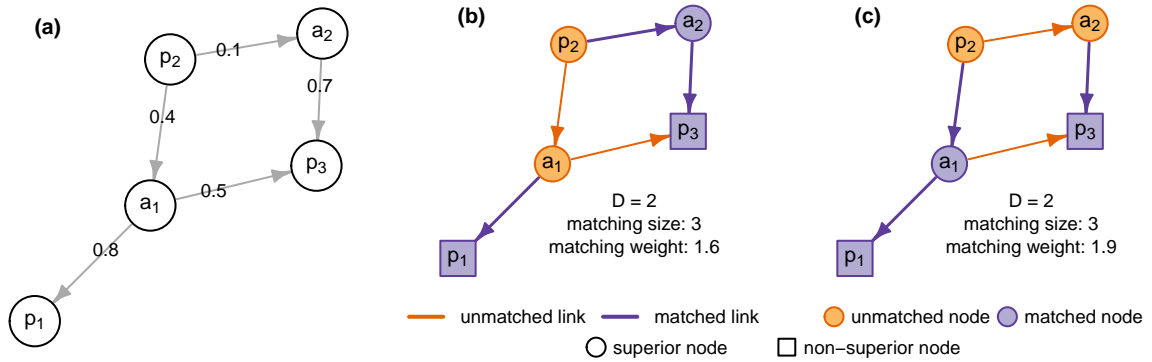 (a)
p2
0.1
a2
0.7
0.4
p3
a1
0.5
0.8
p1
(b)
p2
a2
p3
a1
p1
D = 2
matching size: 3
matching weight: 1.6
(c)
p2
a2
p3
a1
p1
D = 2
matching size: 3
matching weight: 1.9
unmatched link matched link unmatched node matched node
superior node non−superior node